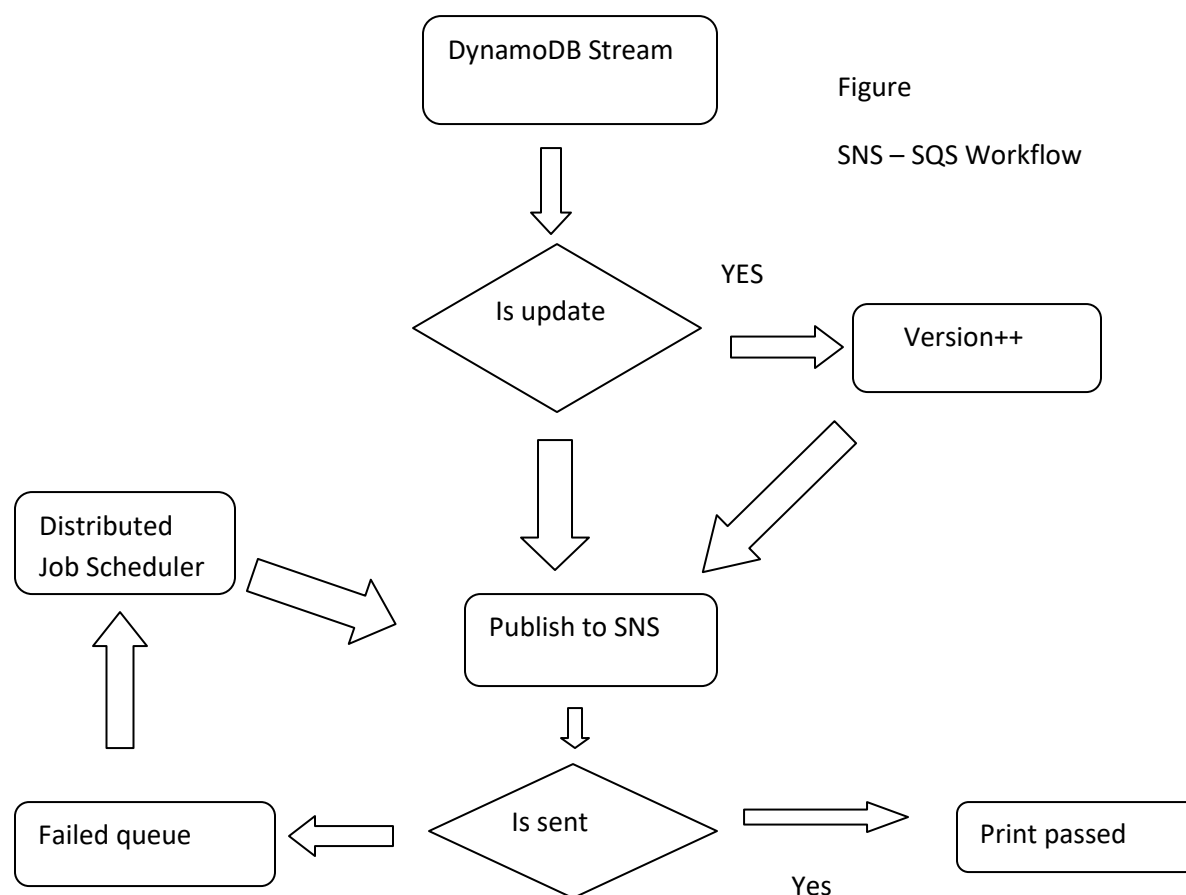 DynamoDB Stream
Figure
SNS – SQS Workflow
YES
Is update
Version++
Distributed
Job Scheduler
Publish to SNS
Failed queue
Is sent
Print passed
Yes